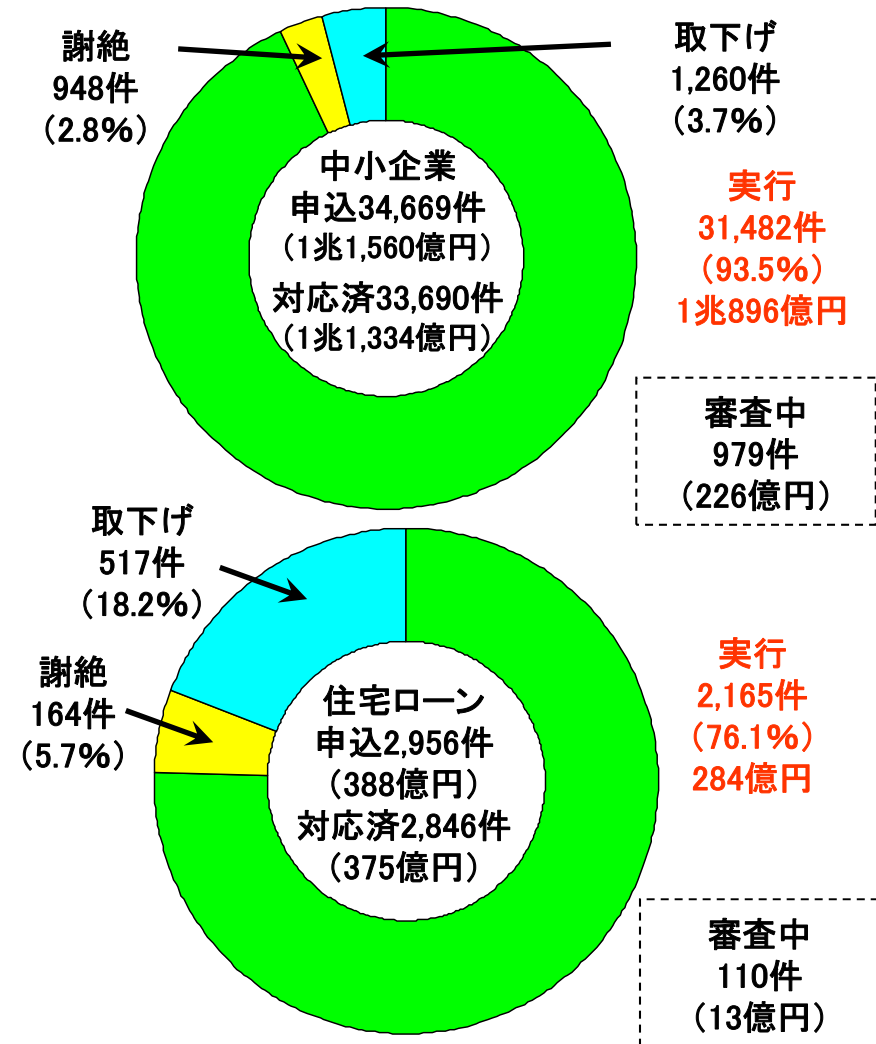 謝絶
948件
(2.8%)
取下げ
1,260件
(3.7%)
中小企業
申込34,669件
(1兆1,560億円)
対応済33,690件
(1兆1,334億円)
実行
31,482件
(93.5%)
1兆896億円
審査中
979件
(226億円)
取下げ
517件
(18.2%)
謝絶
164件
(5.7%)
住宅ローン
申込2,956件
(388億円)
対応済2,846件
(375億円)
実行
2,165件
(76.1%)
284億円
審査中
110件
(13億円)